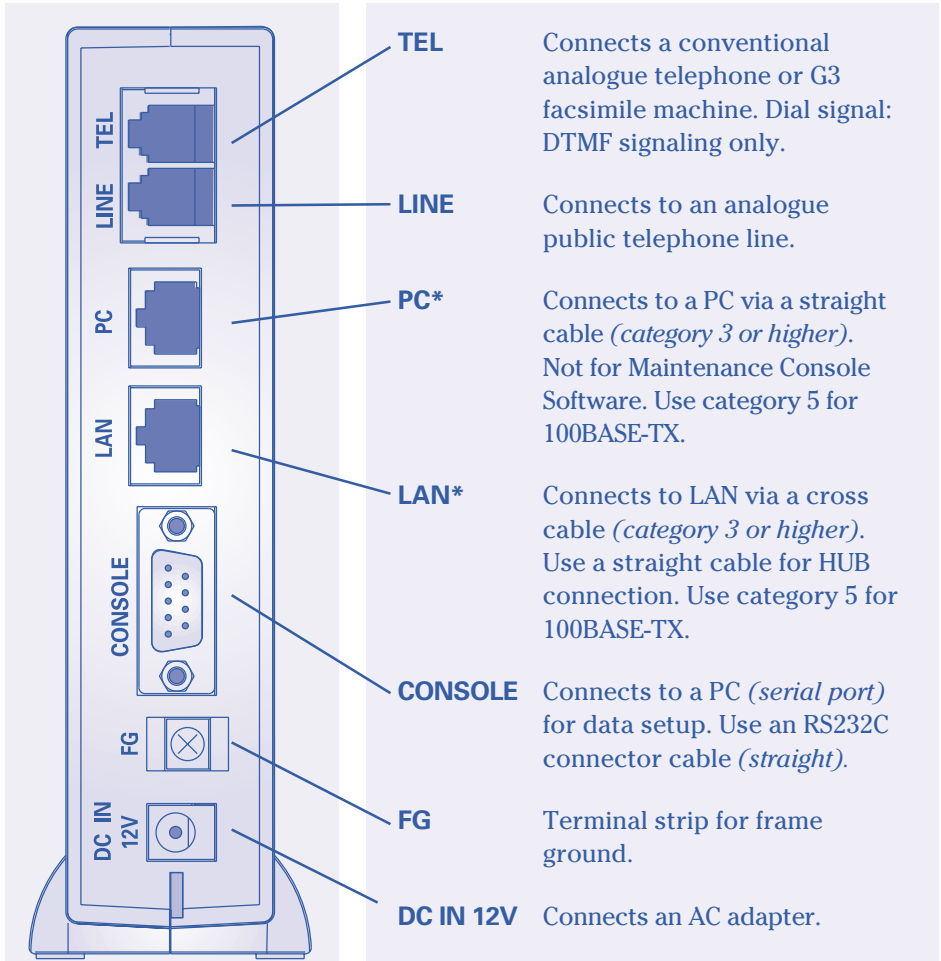 TEL
LINE
PC
LAN
CONSOLE
FG
DC IN
12V
TEL Connects a conventional
analogue telephone or G3
facsimile machine. Dial signal:
DTMF signaling only.
LINE Connects to an analogue
public telephone line.
PC* Connects to a PC via a straight
cable (category 3 or higher).
Not for Maintenance Console
Software. Use category 5 for
100BASE-TX.
LAN* Connects to LAN via a cross
cable (category 3 or higher).
Use a straight cable for HUB
connection. Use category 5 for
100BASE-TX.
CONSOLE Connects to a PC (serial port)
for data setup. Use an RS232C
connector cable (straight).
FG Terminal strip for frame
ground.
DC IN 12V Connects an AC adapter.